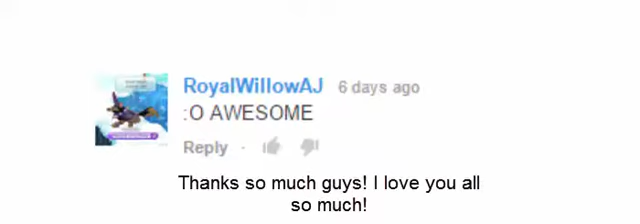 RoyalWillowAJ 6 days ago
:O AWESOME
Reply ·
Thanks so much guys! I love you all
so much!